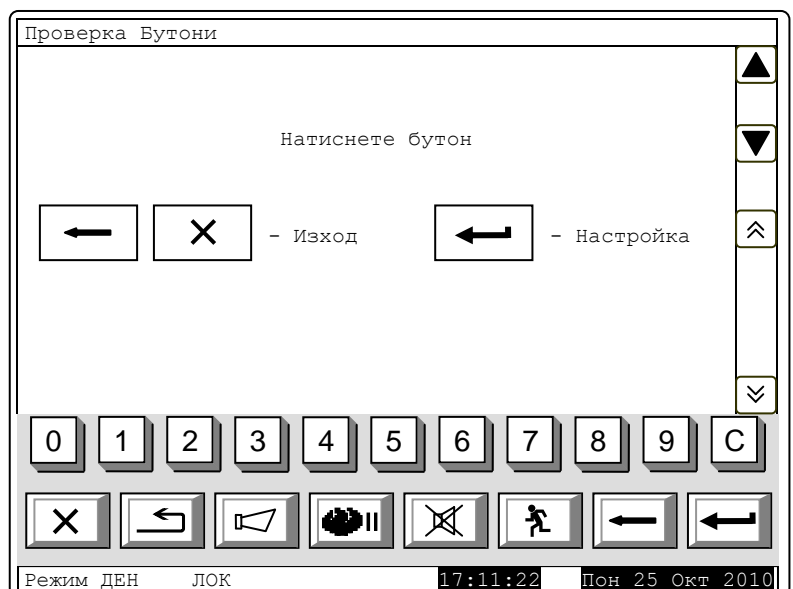 Проверка Бутони
Натиснете бутон
- Изход - Настройка
0 1 2 3 4 5 6 7 8 9 C
Режим ДЕН ЛОК 17:11:22 Пон 25 Окт 2010